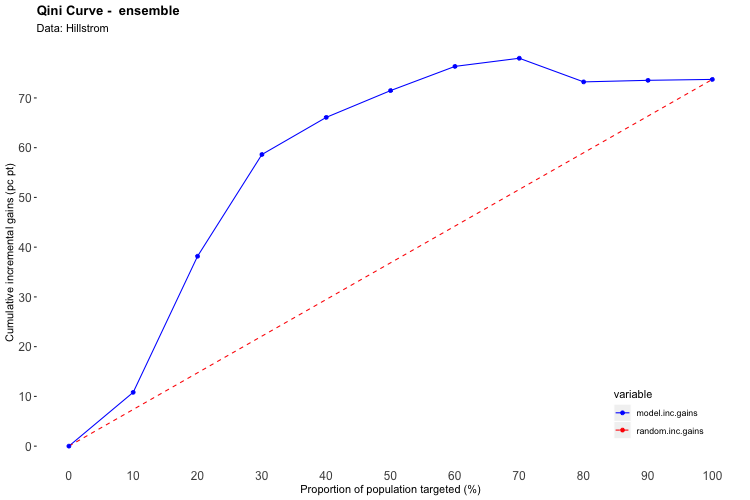 Qini Curve - ensemble
Data: Hillstrom
Cumulative incremental gains (pc pt)
70
60
50
40
30
20
10
0
variable
model.inc.gains
random.inc.gains
0 10 20 30 40 50 60 70 80 90 100
Proportion of population targeted (%)